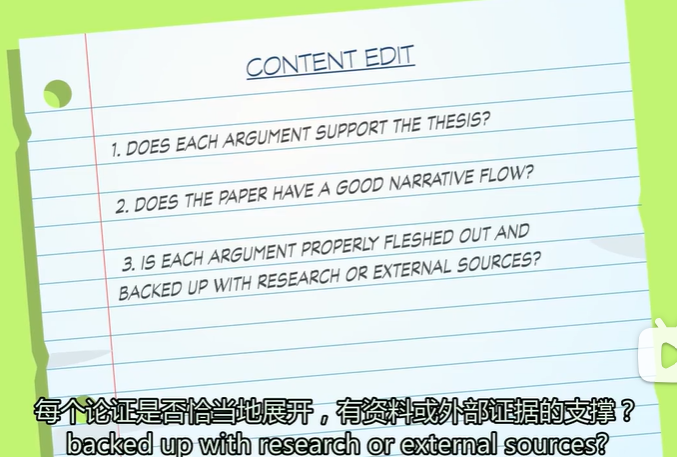 CONTENT EDIT
1. DOES EACH ARGUMENT SUPPORT THE THESIS?
2. DOES THE PAPER HAVE A GOOD NARRATIVE FLOW?
3. IS EACH ARGUMENT PROPERLY FLESHED OUT AND
BACKED UP WITH RESEARCH OR EXTERNAL SOURCES?
每个论证是否恰当地展开，有资料或外部证据的支撑？
backed up with research or external sources?